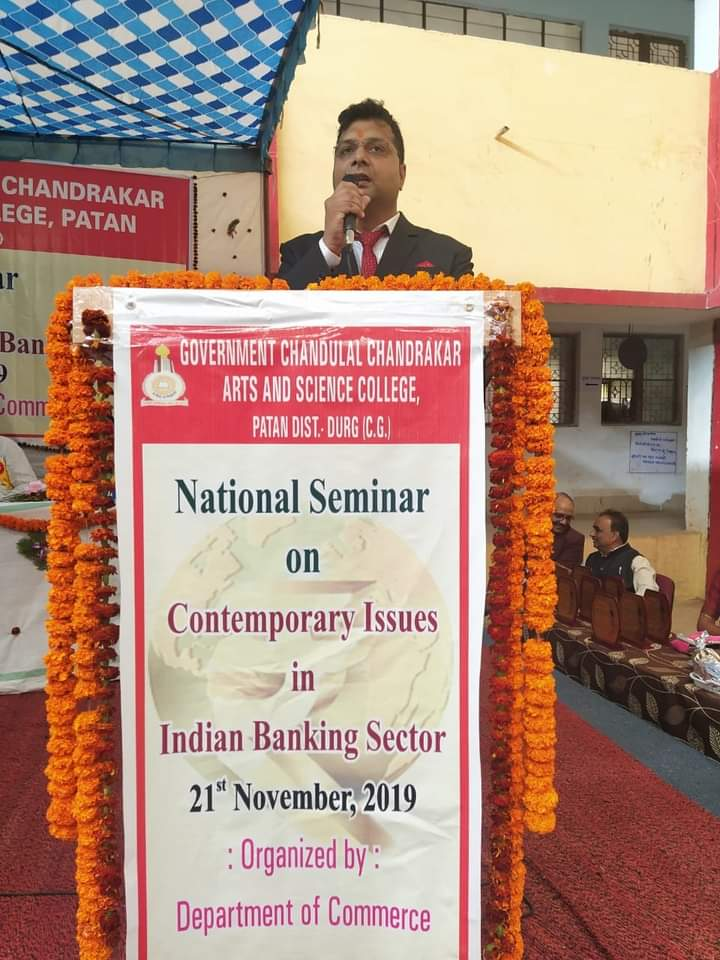 CHANDRAKAR
LEGE, PATAN
nar
Ban
9
Comm
GOVERNMENT CHANDULAL CHANDRAKAR
ARTS AND SCIENCE COLLEGE,
PATAN DIST.- DURG (C.G.)
National Seminar
on
Contemporary Issues
in
Indian Banking Sector
21st November, 2019
: Organized by :
Department of Commerce